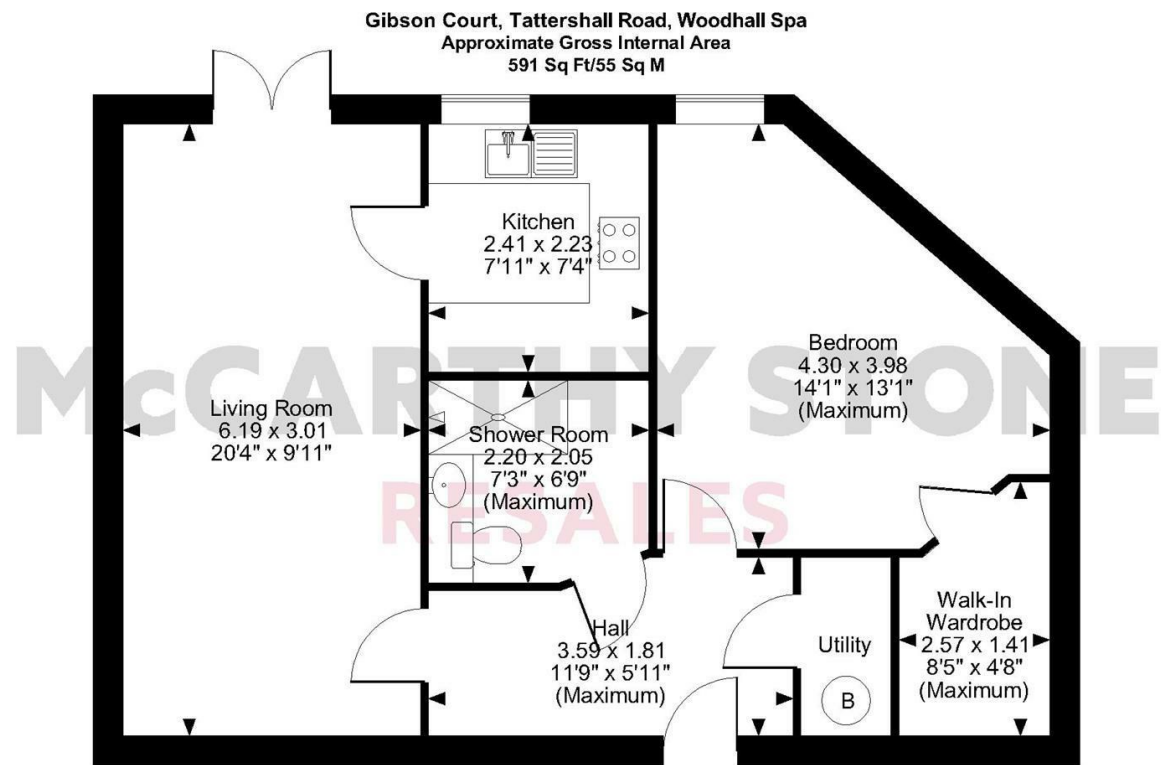 Gibson Court, Tattershall Road, Woodhall Spa
Approximate Gross Internal Area
591 Sq Ft/55 Sq M
Kitchen
2.41 x 2.23
7'11" x 7'4"
Bedroom
4.30 x 3.98
14'1" x 13'1"
(Maximum)
McCARTHY STONE
RESALES
Living Room
6.19 x 3.01
20'4" x 9'11"
Shower Room
2.20 x 2.05
7'3" x 6'9"
(Maximum)
Hall
3.59 x 1.81
11'9" x 5'11"
(Maximum)
Utility
B
Walk-In
Wardrobe
2.57 x 1.41
8'5" x 4'8"
(Maximum)